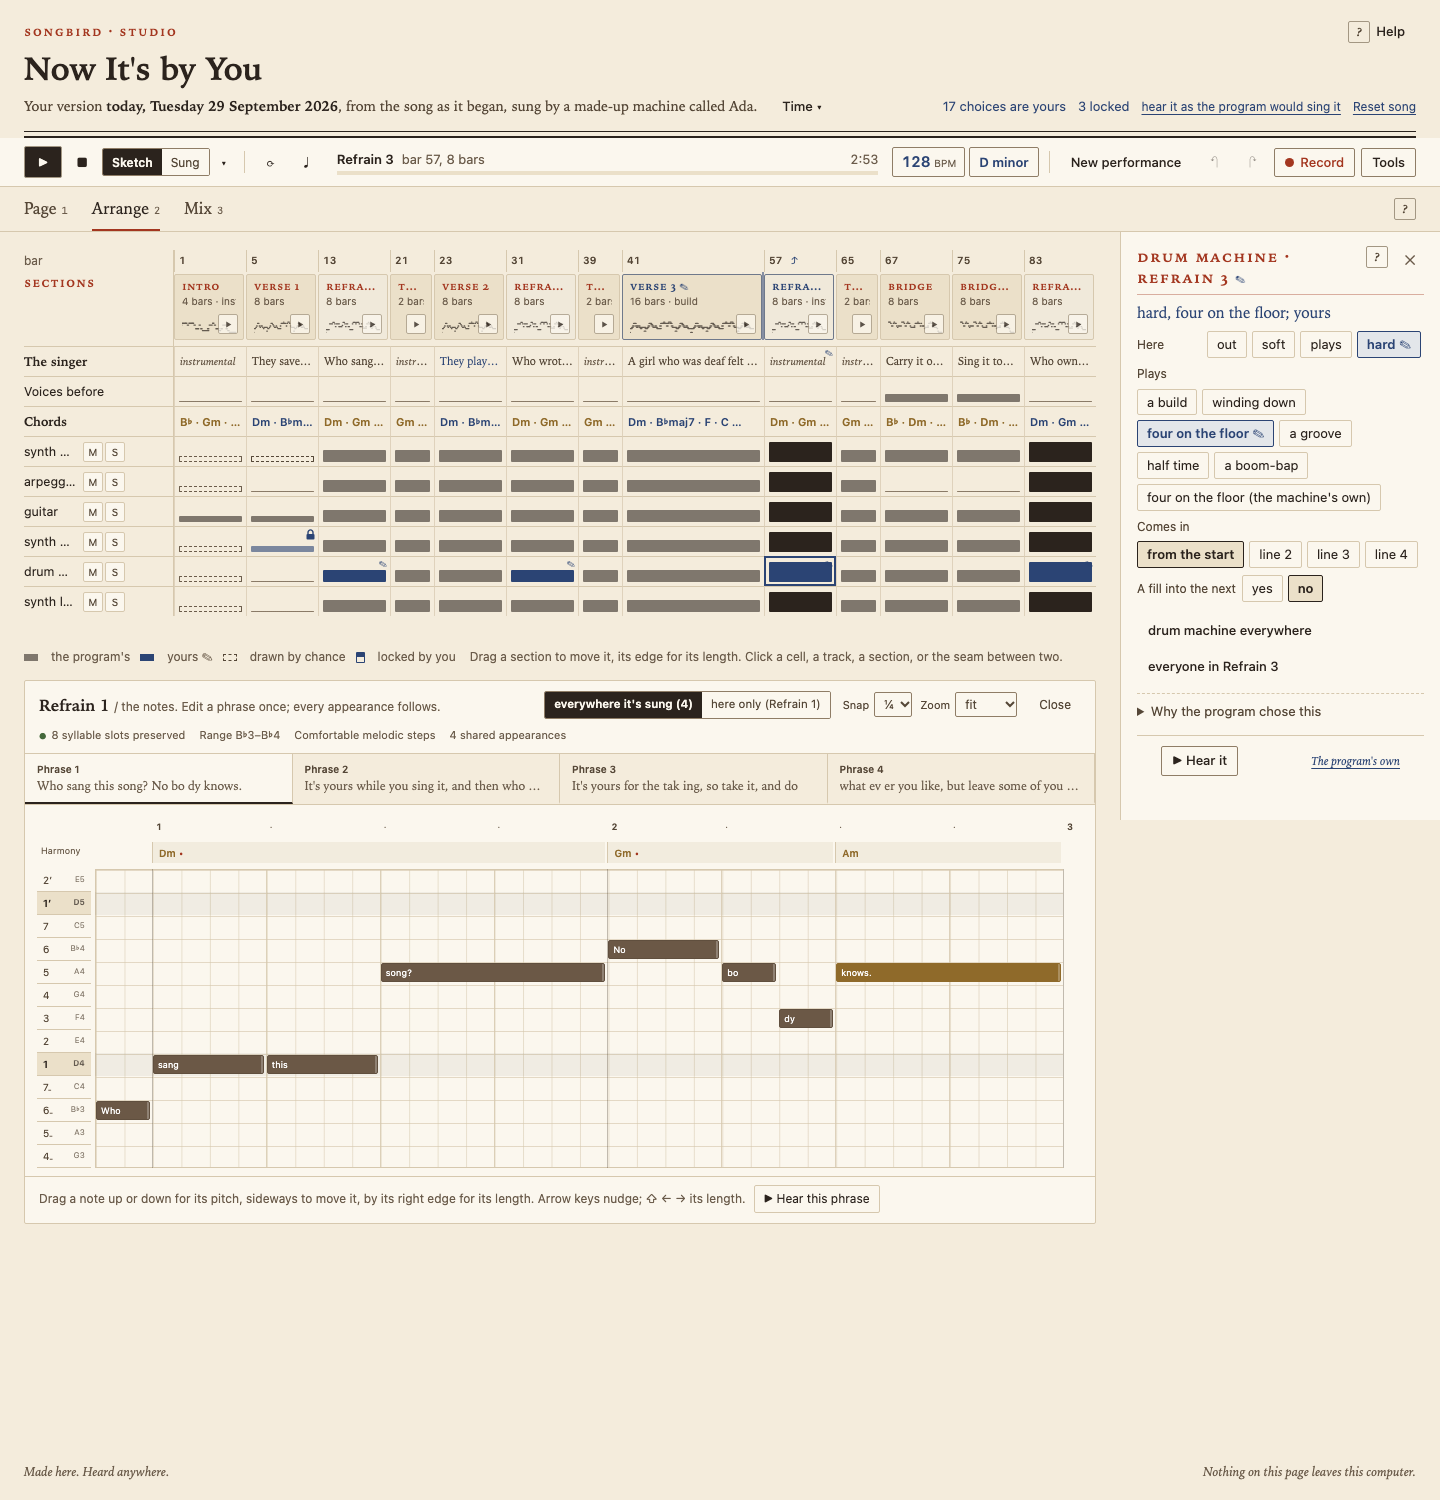 SONGBIRD · STUDIO
? Help
Now It's by You
Your version today, Tuesday 29 September 2026, from the song as it began, sung by a made-up machine called Ada.
Time ▾
17 choices are yours 3 locked hear it as the program would sing it Reset song
Sketch Sung ▾
Refrain 3 bar 57, 8 bars 2:53
128 BPM D minor New performance Record Tools
Page 1 Arrange 2 Mix 3 ?
bar 1 5 13 21 23 31 39 41 57 65 67 75 83
SECTIONS
INTRO VERSE 1 REFRA... T... VERSE 2 REFRA... T... VERSE 3 REFRA... T... BRIDGE BRIDG... REFRA...
4 bars · ins 8 bars 8 bars 2 bar 8 bars 8 bars 2 bar 16 bars · build 8 bars · ins 2 bar 8 bars 8 bars 8 bars
The singer instrumental They save... Who sang... instr... They play... Who wrot... instr... A girl who was deaf felt ... instrumental instr... Carry it o... Sing it to... Who own...
Voices before
Chords B♭ · Gm · ... Dm · B♭m... Dm · Gm ... Gm ... Dm · B♭m... Dm · Gm ... Gm ... Dm · B♭maj7 · F · C ... Dm · Gm ... Gm ... B♭ · Dm · ... B♭ · Dm · ... Dm · Gm ...
synth ... M S
arpegg... M S
guitar M S
synth ... M S
drum ... M S
synth l... M S
the program's yours drawn by chance locked by you Drag a section to move it, its edge for its length. Click a cell, a track, a section, or the seam between two.
Refrain 1 / the notes. Edit a phrase once; every appearance follows.
everywhere it's sung (4) here only (Refrain 1) Snap ¼ Zoom fit Close
8 syllable slots preserved Range B♭3–B♭4 Comfortable melodic steps 4 shared appearances
Phrase 1 Phrase 2 Phrase 3 Phrase 4
Who sang this song? No bo dy knows. It's yours while you sing it, and then who ... It's yours for the tak ing, so take it, and do what ev er you like, but leave some of you ...
1 2 3
Harmony Dm • Gm • Am
2′ E5
1′ D5
7 C5
6 B♭4 No
5 A4 song? bo knows.
4 G4
3 F4 dy
2 E4
1 D4 sang this
7. C4
6. B♭3 Who
5. A3
4. G3
Drag a note up or down for its pitch, sideways to move it, by its right edge for its length. Arrow keys nudge; ⇧ ← → its length. ▶ Hear this phrase
DRUM MACHINE ·
REFRAIN 3
? ×
hard, four on the floor; yours
Here out soft plays hard
Plays
a build winding down
four on the floor a groove
half time a boom-bap
four on the floor (the machine's own)
Comes in
from the start line 2 line 3 line 4
A fill into the next yes no
drum machine everywhere
everyone in Refrain 3
▶ Why the program chose this
▶ Hear it The program's own
Made here. Heard anywhere.
Nothing on this page leaves this computer.